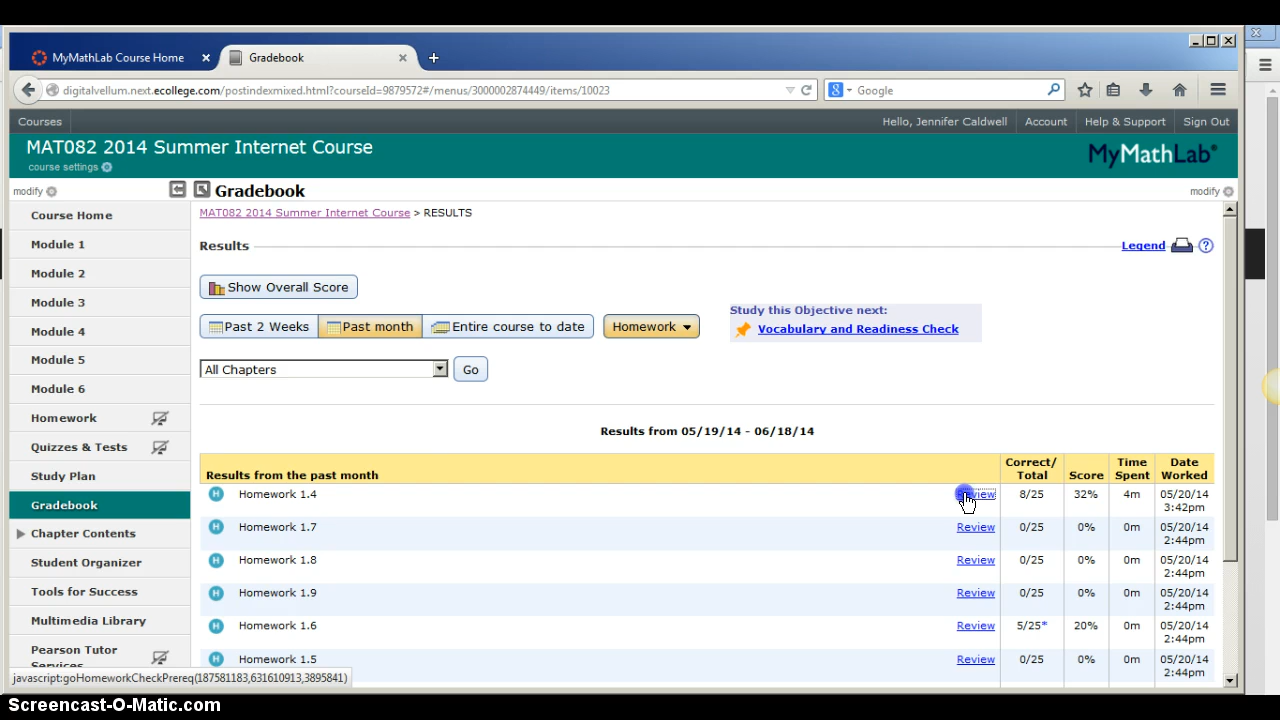 MyMathLab Course Home
Gradebook
digitalvellum.next.ecollege.com/postindexmixed.html?courseId=9879572#/menus/3000002874449/items/10023
Google
Courses
Hello, Jennifer Caldwell
Account
Help & Support
Sign Out
MAT082 2014 Summer Internet Course
course settings
MyMathLab®
modify
Gradebook
modify
Course Home
Module 1
Module 2
Module 3
Module 4
Module 5
Module 6
Homework
Quizzes & Tests
Study Plan
Gradebook
Chapter Contents
Student Organizer
Tools for Success
Multimedia Library
Pearson Tutor
Services
MAT082 2014 Summer Internet Course > RESULTS
Results
Legend
Show Overall Score
Past 2 Weeks
Past month
Entire course to date
Homework
Study this Objective next:
Vocabulary and Readiness Check
All Chapters
Go
Results from 05/19/14 - 06/18/14
Results from the past month
Correct/
Total
Score
Time
Spent
Date
Worked
H Homework 1.4 Review 8/25 32% 4m 05/20/14
3:42pm
H Homework 1.7 Review 0/25 0% 0m 05/20/14
2:44pm
H Homework 1.8 Review 0/25 0% 0m 05/20/14
2:44pm
H Homework 1.9 Review 0/25 0% 0m 05/20/14
2:44pm
H Homework 1.6 Review 5/25* 20% 0m 05/20/14
2:44pm
H Homework 1.5 Review 0/25 0% 0m 05/20/14
2:44pm
javascript:goHomeworkCheckPrereq(187581183,631610913,3895841)
Screencast-O-Matic.com